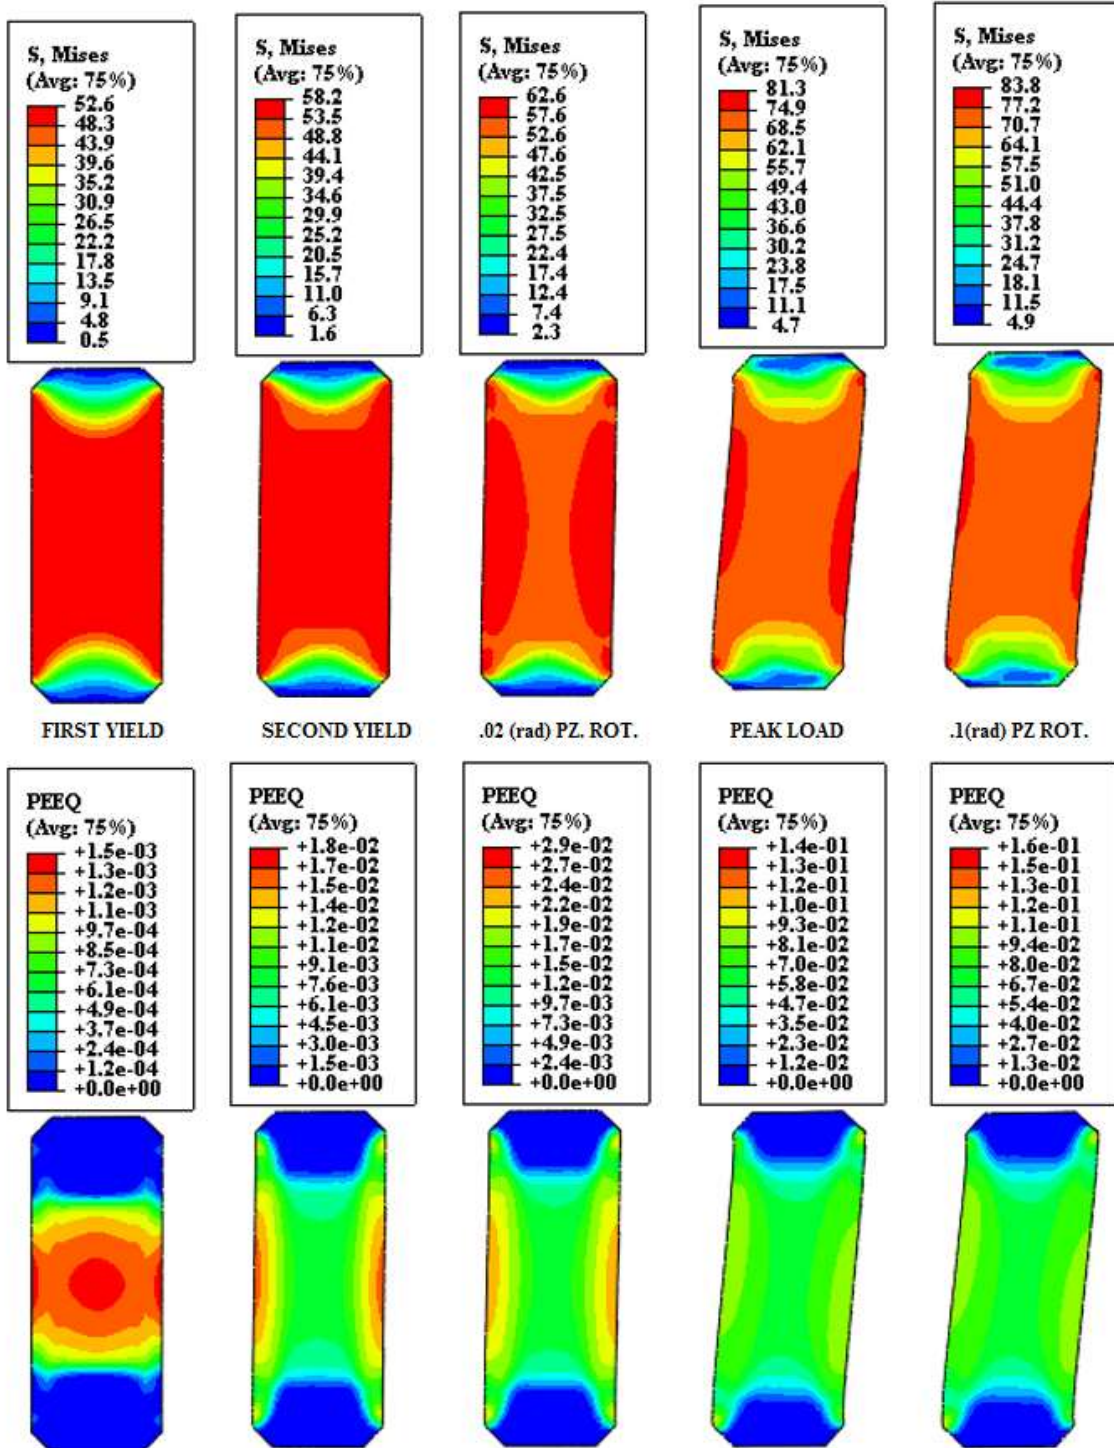 S, Mises
(Avg: 75%)
52.6
48.3
43.9
39.6
35.2
30.9
26.5
22.2
17.8
13.5
9.1
4.8
0.5
S, Mises
(Avg: 75%)
58.2
53.5
48.8
44.1
39.4
34.6
29.9
25.2
20.5
15.7
11.0
6.3
1.6
S, Mises
(Avg: 75%)
62.6
57.6
52.6
47.6
42.5
37.5
32.5
27.5
22.4
17.4
12.4
7.4
2.3
S, Mises
(Avg: 75%)
81.3
74.9
68.5
62.1
55.7
49.4
43.0
36.6
30.2
23.8
17.5
11.1
4.7
S, Mises
(Avg: 75%)
83.8
77.2
70.7
64.1
57.5
51.0
44.4
37.8
31.2
24.7
18.1
11.5
4.9
FIRST YIELD
SECOND YIELD
.02 (rad) PZ. ROT.
PEAK LOAD
.1(rad) PZ ROT.
PEEQ
(Avg: 75%)
+1.5e-03
+1.3e-03
+1.2e-03
+1.1e-03
+9.7e-04
+8.5e-04
+7.3e-04
+6.1e-04
+4.9e-04
+3.7e-04
+2.4e-04
+1.2e-04
+0.0e+00
PEEQ
(Avg: 75%)
+1.8e-02
+1.7e-02
+1.5e-02
+1.4e-02
+1.2e-02
+1.1e-02
+9.1e-03
+7.6e-03
+6.1e-03
+4.5e-03
+3.0e-03
+1.5e-03
+0.0e+00
PEEQ
(Avg: 75%)
+2.9e-02
+2.7e-02
+2.4e-02
+2.2e-02
+1.9e-02
+1.7e-02
+1.5e-02
+1.2e-02
+9.7e-03
+7.3e-03
+4.9e-03
+2.4e-03
+0.0e+00
PEEQ
(Avg: 75%)
+1.4e-01
+1.3e-01
+1.2e-01
+1.0e-01
+9.3e-02
+8.1e-02
+7.0e-02
+5.8e-02
+4.7e-02
+3.5e-02
+2.3e-02
+1.2e-02
+0.0e+00
PEEQ
(Avg: 75%)
+1.6e-01
+1.5e-01
+1.3e-01
+1.2e-01
+1.1e-01
+9.4e-02
+8.0e-02
+6.7e-02
+5.4e-02
+4.0e-02
+2.7e-02
+1.3e-02
+0.0e+00